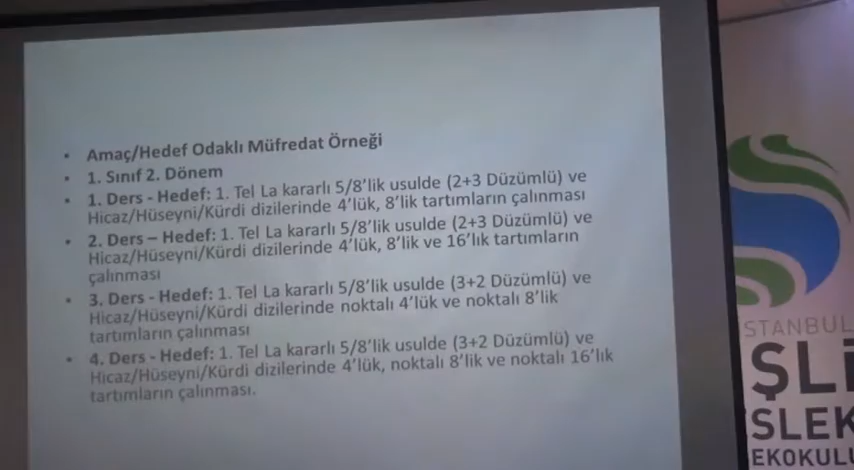 • Amaç/Hedef Odaklı Müfredat Örneği
• 1. Sınıf 2. Dönem
• 1. Ders - Hedef: 1. Tel La kararlı 5/8'lik usulde (2+3 Düzümlü) ve
Hicaz/Hüseyni/Kürdi dizilerinde 4'lük, 8'lik tartımların çalınması
• 2. Ders – Hedef: 1. Tel La kararlı 5/8'lik usulde (2+3 Düzümlü) ve
Hicaz/Hüseyni/Kürdi dizilerinde 4'lük, 8'lik ve 16'lık tartımların
çalınması
• 3. Ders - Hedef: 1. Tel La kararlı 5/8'lik usulde (3+2 Düzümlü) ve
Hicaz/Hüseyni/Kürdi dizilerinde noktalı 4'lük ve noktalı 8'lik
tartımların çalınması
• 4. Ders - Hedef: 1. Tel La kararlı 5/8'lik usulde (3+2 Düzümlü) ve
Hicaz/Hüseyni/Kürdi dizilerinde 4'lük, noktalı 8'lik ve noktalı 16'lık
tartımların çalınması.
STANBUL
ŞLİ
SLEK
EKOKULU